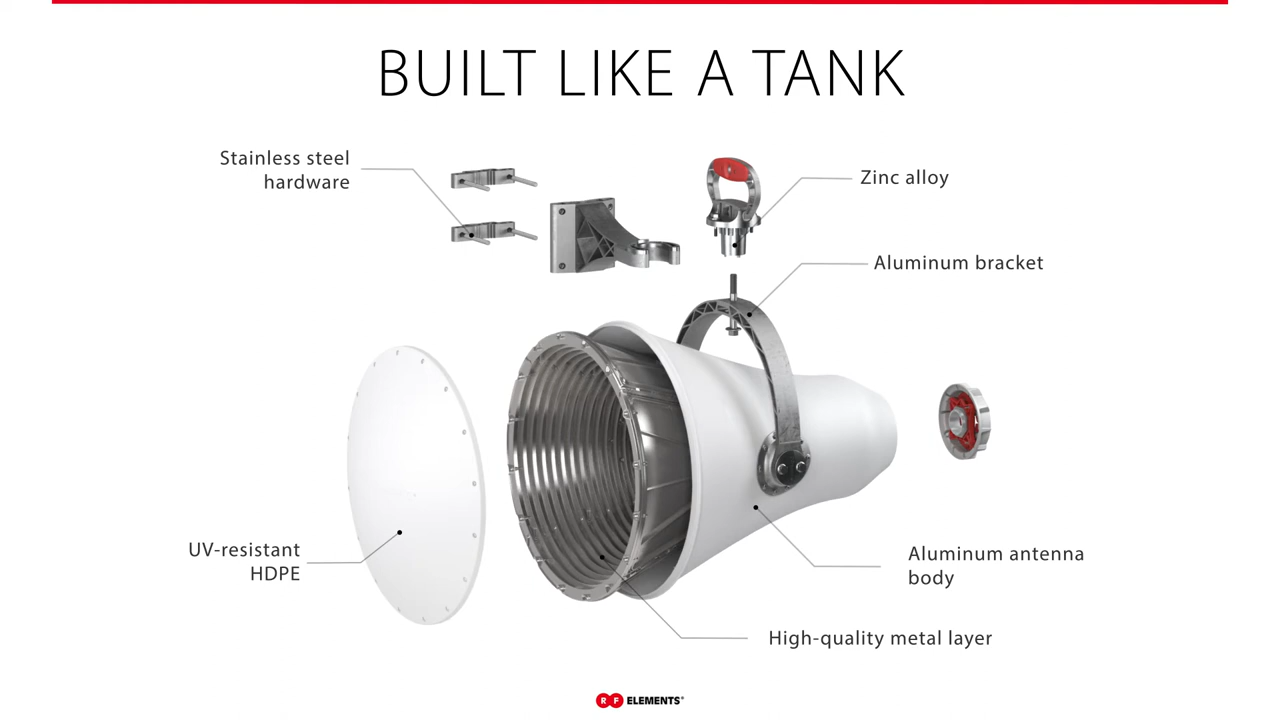 BUILT LIKE A TANK
Stainless steel
hardware
Zinc alloy
Aluminum bracket
UV-resistant
HDPE
Aluminum antenna
body
High-quality metal layer
RF ELEMENTS®